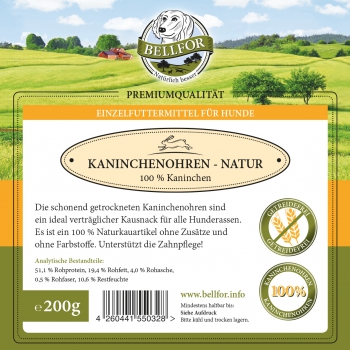 BELLFOR
Natürlich besser
PREMIUMQUALITÄT
EINZELFUTTERMITTEL FÜR HUNDE
KANINCHENOHREN - NATUR
100 % Kaninchen
Die schonend getrockneten Kaninchenohren sind
ein ideal verträglicher Kausnack für alle Hunderassen.
Es ist ein 100 % Naturkauartikel ohne Zusätze und
ohne Farbstoffe. Unterstützt die Zahnpflege!
Analytische Bestandteile:
51,1 % Rohprotein, 19,4 % Rohfett, 4,0 % Rohasche,
0,5 % Rohfaser, 10,6 % Restfeuchte
GETREIDEFREI
GETREIDEFREI
KANINCHENOHREN
100%
KANINCHENOHREN
e 200g
4 260441 550328 >
www.bellfor.info
Mindestens haltbar bis:
Siehe Aufdruck
Bitte kühl und trocken lagern.